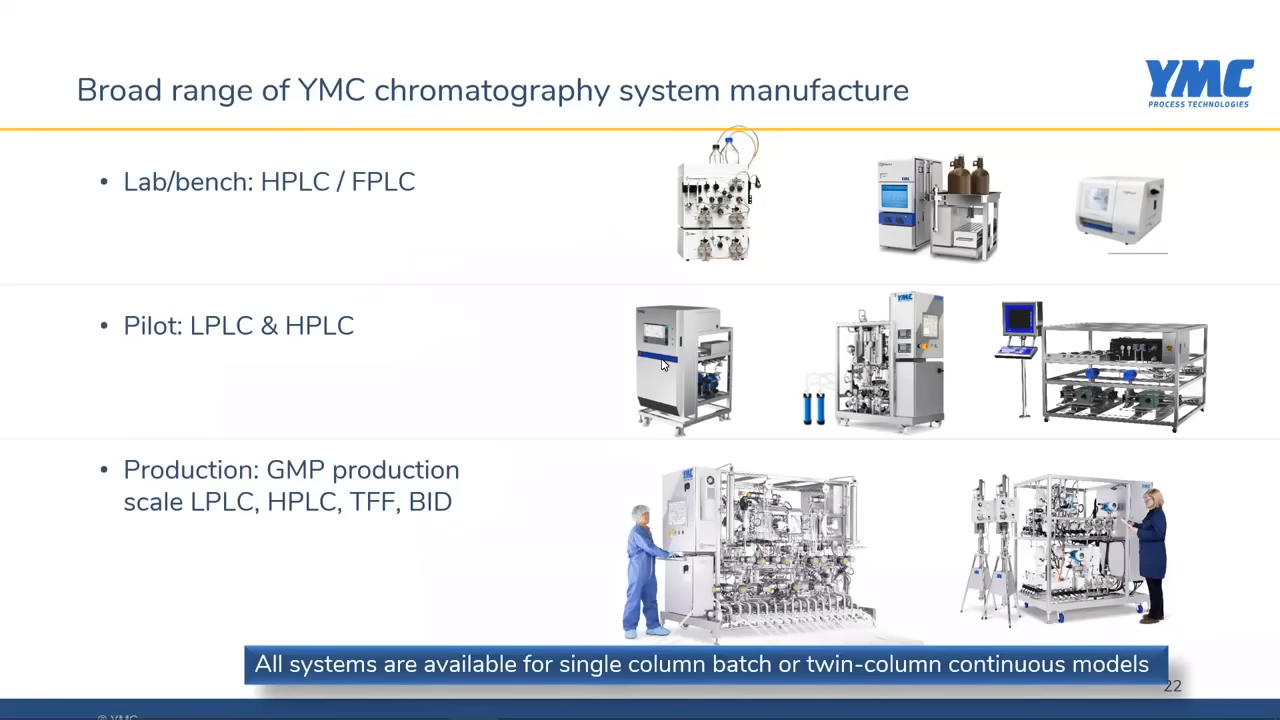 Broad range of YMC chromatography system manufacture
YMC
PROCESS TECHNOLOGIES
• Lab/bench: HPLC / FPLC
• Pilot: LPLC & HPLC
• Production: GMP production
scale LPLC, HPLC, TFF, BID
All systems are available for single column batch or twin-column continuous models
22
© YMC